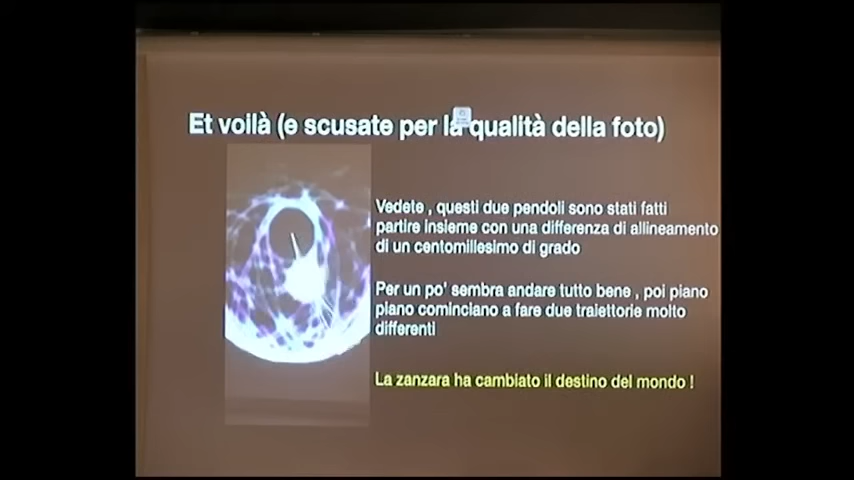 Et voilà (e scusate per la qualità della foto)
Vedete , questi due pendoli sono stati fatti
partire insieme con una differenza di allineamento
di un centomillesimo di grado
Per un po' sembra andare tutto bene , poi piano
piano cominciano a fare due traiettorie molto
differenti
La zanzara ha cambiato il destino del mondo !